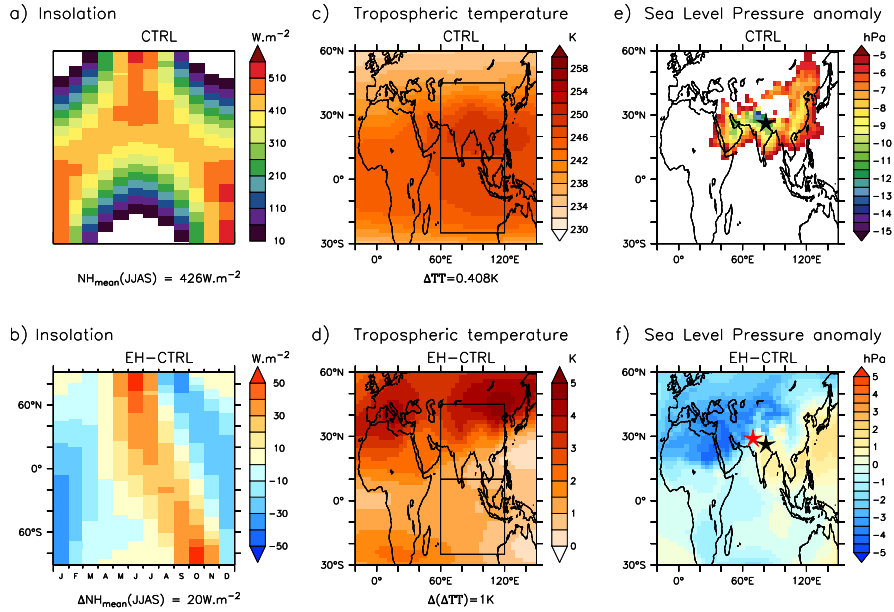 a) Insolation
CTRL
W.m-2
510
410
310
210
110
10
NHmean(JJAS) = 426W.m-2
c) Tropospheric temperature
CTRL
K
60°N
30°N
0°
30°S
0°
60°E
120°E
258
254
250
246
242
238
234
230
ΔTT=0.408K
e) Sea Level Pressure anomaly
CTRL
hPa
60°N
30°N
0°
30°S
0°
60°E
120°E
-5
-6
-7
-8
-9
-10
-11
-12
-13
-14
-15
b) Insolation
EH-CTRL
W.m-2
60°N
0°
60°S
J F M A M J J A S O N D
50
30
10
-10
-30
-50
ΔNHmean(JJAS) = 20W.m-2
d) Tropospheric temperature
EH-CTRL
K
60°N
30°N
0°
30°S
0°
60°E
120°E
5
4
3
2
1
0
Δ(ΔTT)=1K
f) Sea Level Pressure anomaly
EH-CTRL
hPa
60°N
30°N
0°
30°S
0°
60°E
120°E
5
4
3
2
1
0
-1
-2
-3
-4
-5